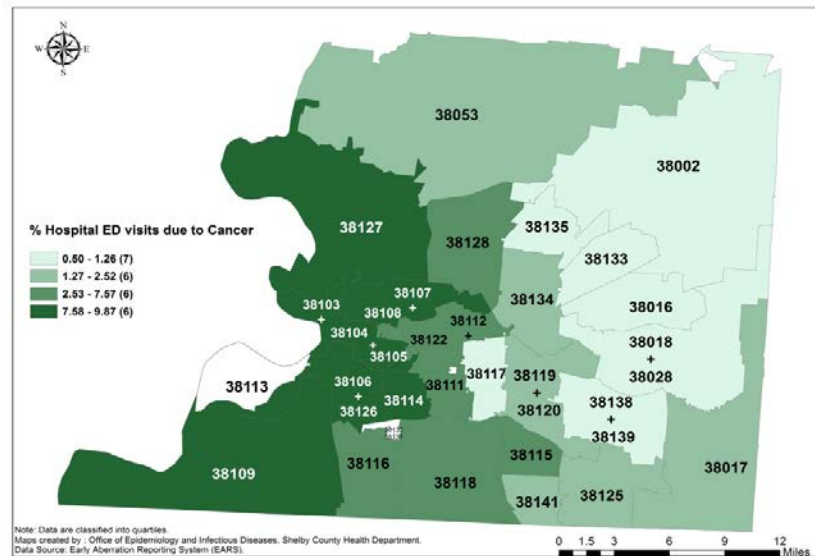 N
W E
S
38053
38002
% Hospital ED visits due to Cancer
0.50 - 1.26 (7)
1.27 - 2.52 (6)
2.53 - 7.57 (6)
7.58 - 9.87 (6)
38127
38128
38135
38133
38107
38103
38108
38134
38016
38112
38104
38122
38018
38105
38117
38119
38028
38113
38106
38111
38114
38120
38138
38126
38139
38109
38116
38115
38017
38118
38141
38125
Note: Data are classified into quartiles.
Maps created by : Office of Epidemiology and Infectious Diseases. Shelby County Health Department.
Data Source: Early Aberration Reporting System (EARS).
0 1.5 3 6 9 12
Miles